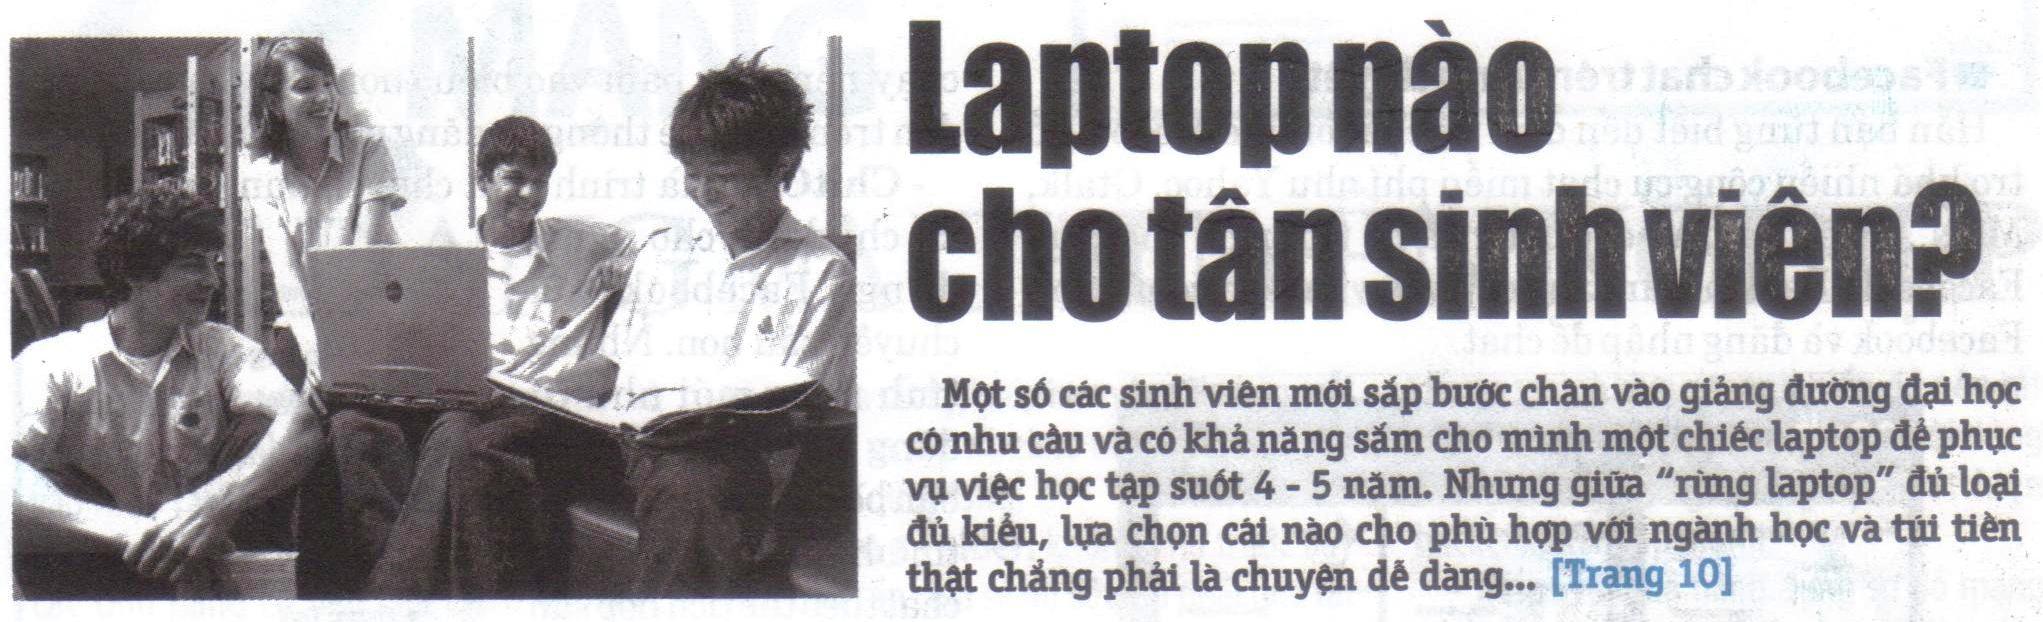 Laptop nào
cho tân sinh viên?
Một số các sinh viên mới sắp bước chân vào giảng đường đại học
có nhu cầu và có khả năng sắm cho mình một chiếc laptop để phục
vụ việc học tập suốt 4 - 5 năm. Nhưng giữa “rừng laptop” đủ loại
đủ kiểu, lựa chọn cái nào cho phù hợp với ngành học và túi tiền
thật chẳng phải là chuyện dễ dàng... [Trang 10]